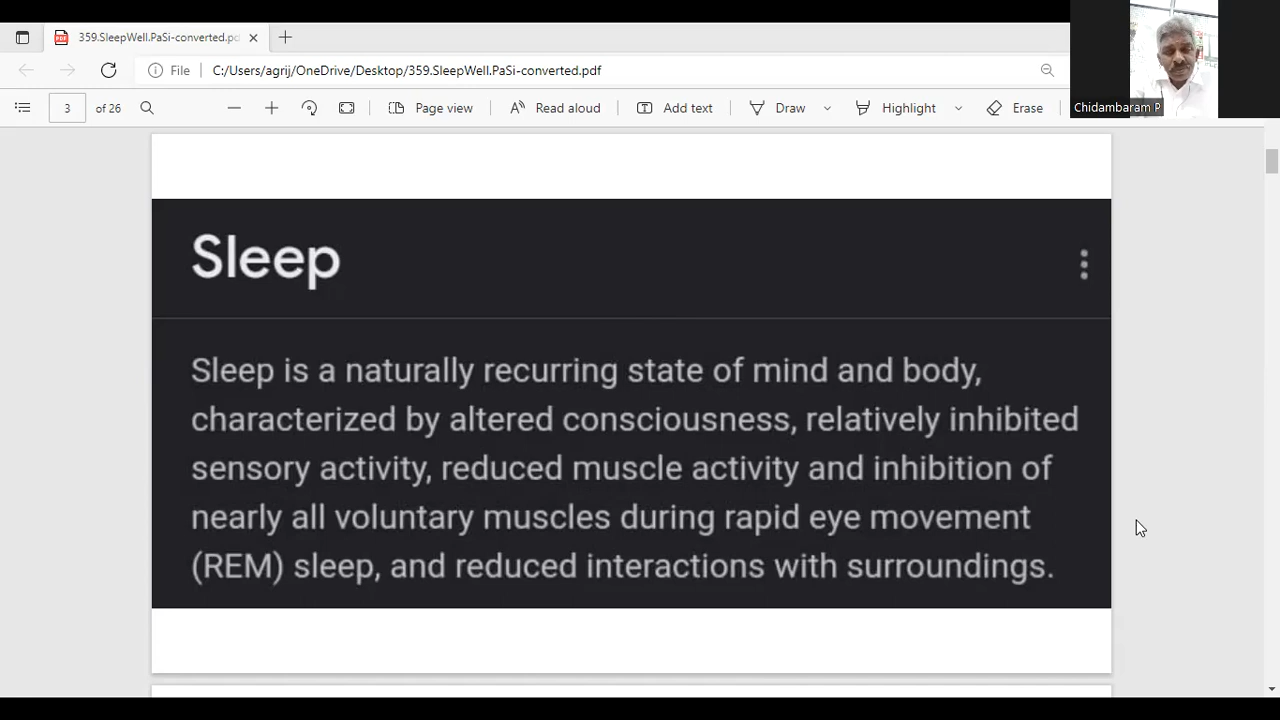 359.SleepWell.PaSi-converted.pd
File
C:/Users/agrij/OneDrive/Desktop/359.SleepWell.PaSi-converted.pdf
3 of 26
Page view
Read aloud
Add text
Draw
Highlight
Erase
Chidambaram P
Sleep
Sleep is a naturally recurring state of mind and body,
characterized by altered consciousness, relatively inhibited
sensory activity, reduced muscle activity and inhibition of
nearly all voluntary muscles during rapid eye movement
(REM) sleep, and reduced interactions with surroundings.